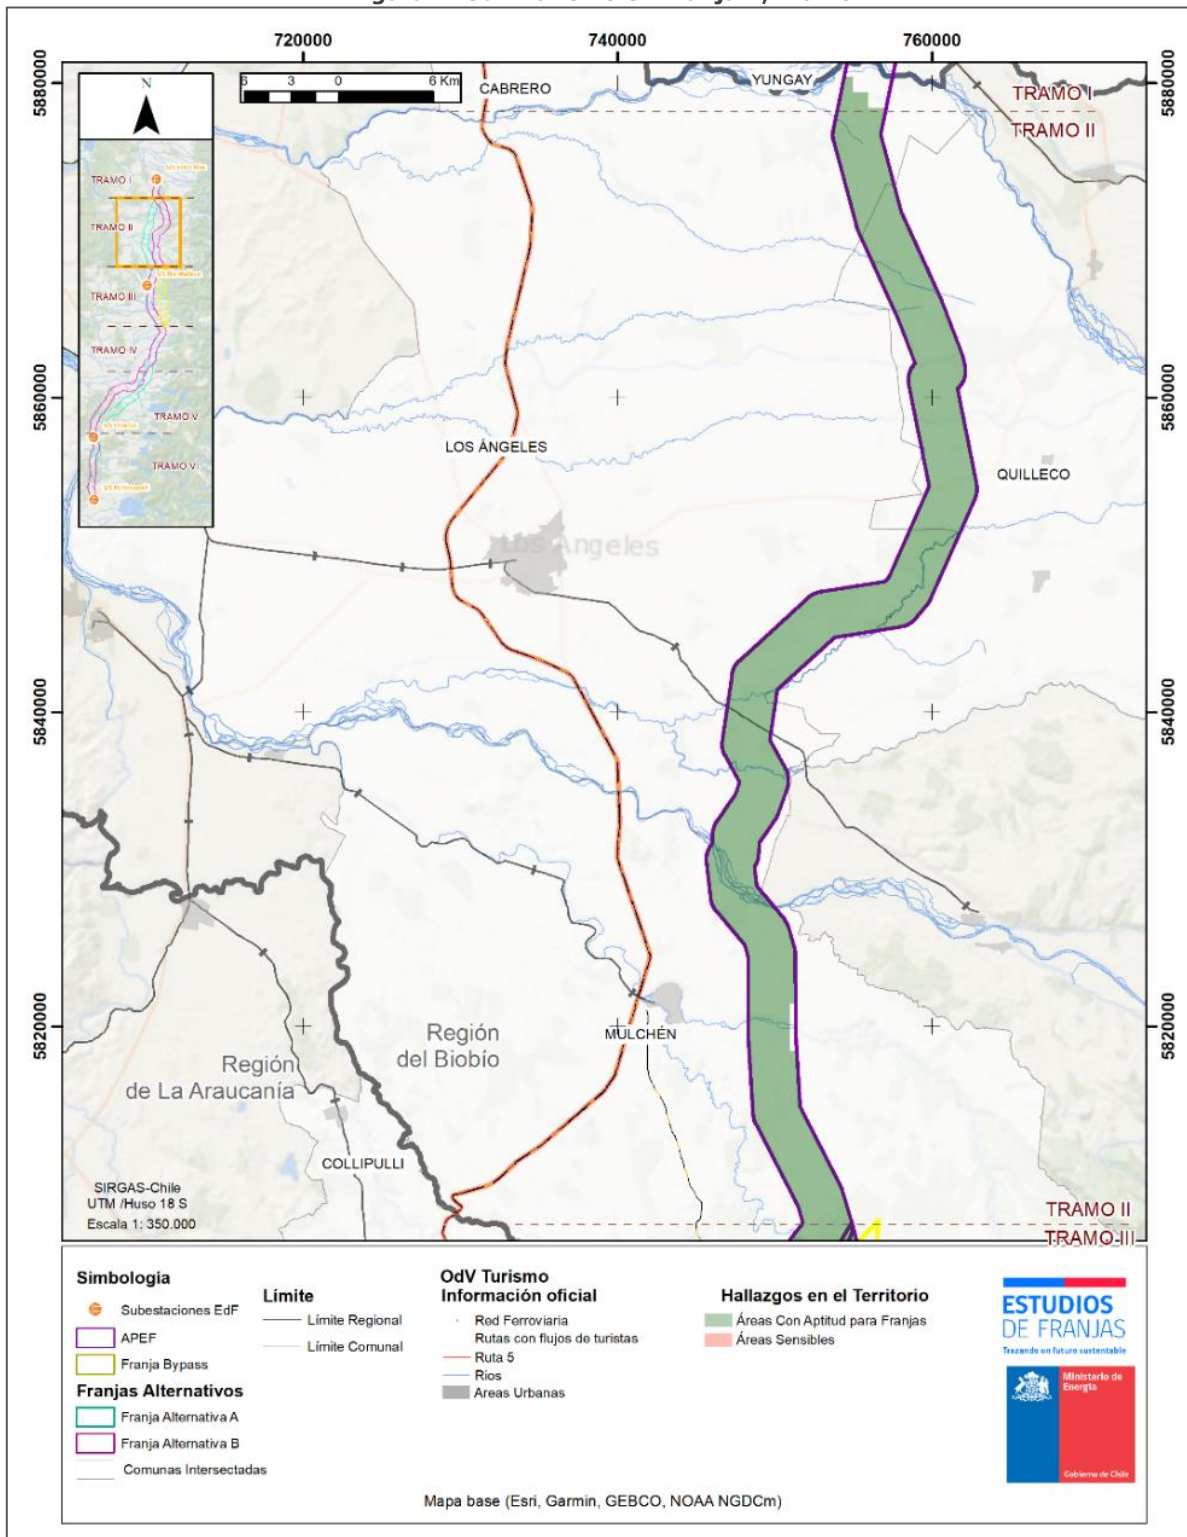 720000
740000
760000
5880000
5880000
N
6 3 0 6 Km
CABRERO
YUNGAY
TRAMO I
TRAMO II
TRAMO I
TRAMO II
TRAMO III
TRAMO IV
TRAMO V
TRAMO VI
5860000
5860000
LOS ÁNGELES
QUILLECO
Los Angeles
5840000
5840000
5820000
5820000
MULCHÉN
Región
del Biobío
Región
de La Araucanía
COLLIPULLI
SIRGAS-Chile
UTM /Huso 18 S
Escala 1: 350.000
TRAMO II
TRAMO III
Simbología
Subestaciones EdF
APEF
Franja Bypass
Franjas Alternativos
Franja Alternativa A
Franja Alternativa B
Comunas Intersectadas
Límite
Límite Regional
Límite Comunal
OdV Turismo
Información oficial
Red Ferroviaria
Rutas con flujos de turistas
Ruta 5
Rios
Areas Urbanas
Hallazgos en el Territorio
Áreas Con Aptitud para Franjas
Áreas Sensibles
ESTUDIOS
DE FRANJAS
Trazando un futuro sustentable
Ministerio de
Energía
Gobierno de Chile
Mapa base (Esri, Garmin, GEBCO, NOAA NGDCm)